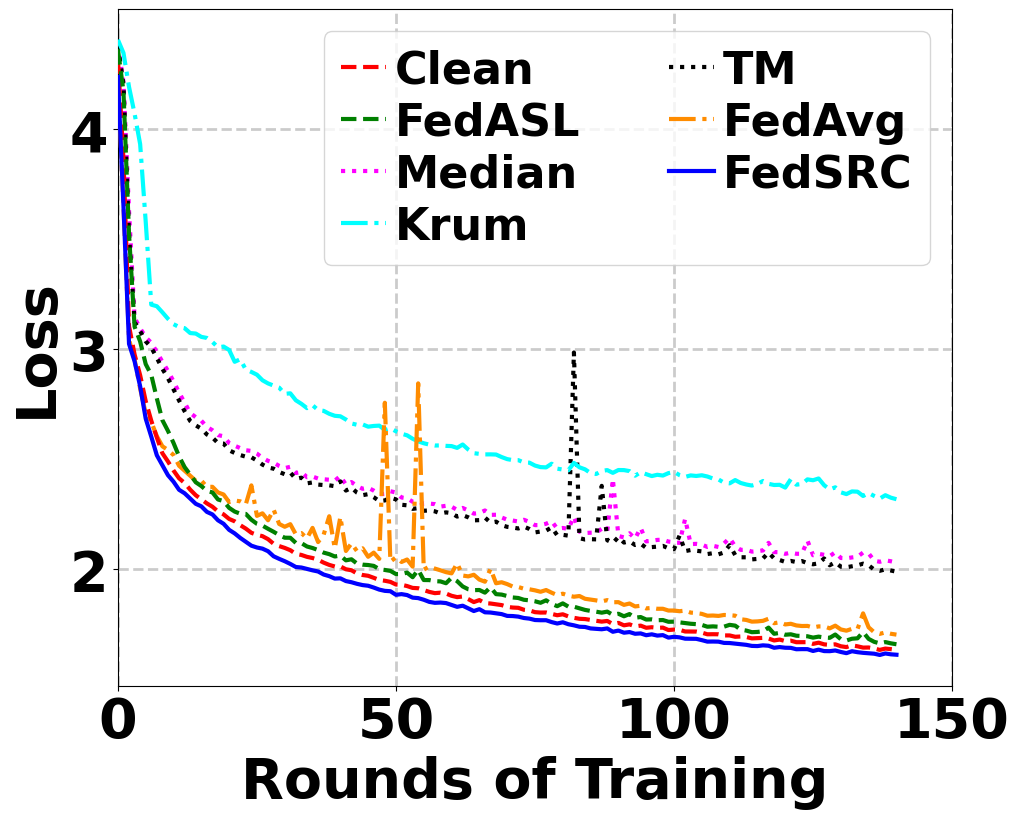 Clean
FedASL
Median
Krum
TM
FedAvg
FedSRC
4
3
2
Loss
0 50 100 150
Rounds of Training